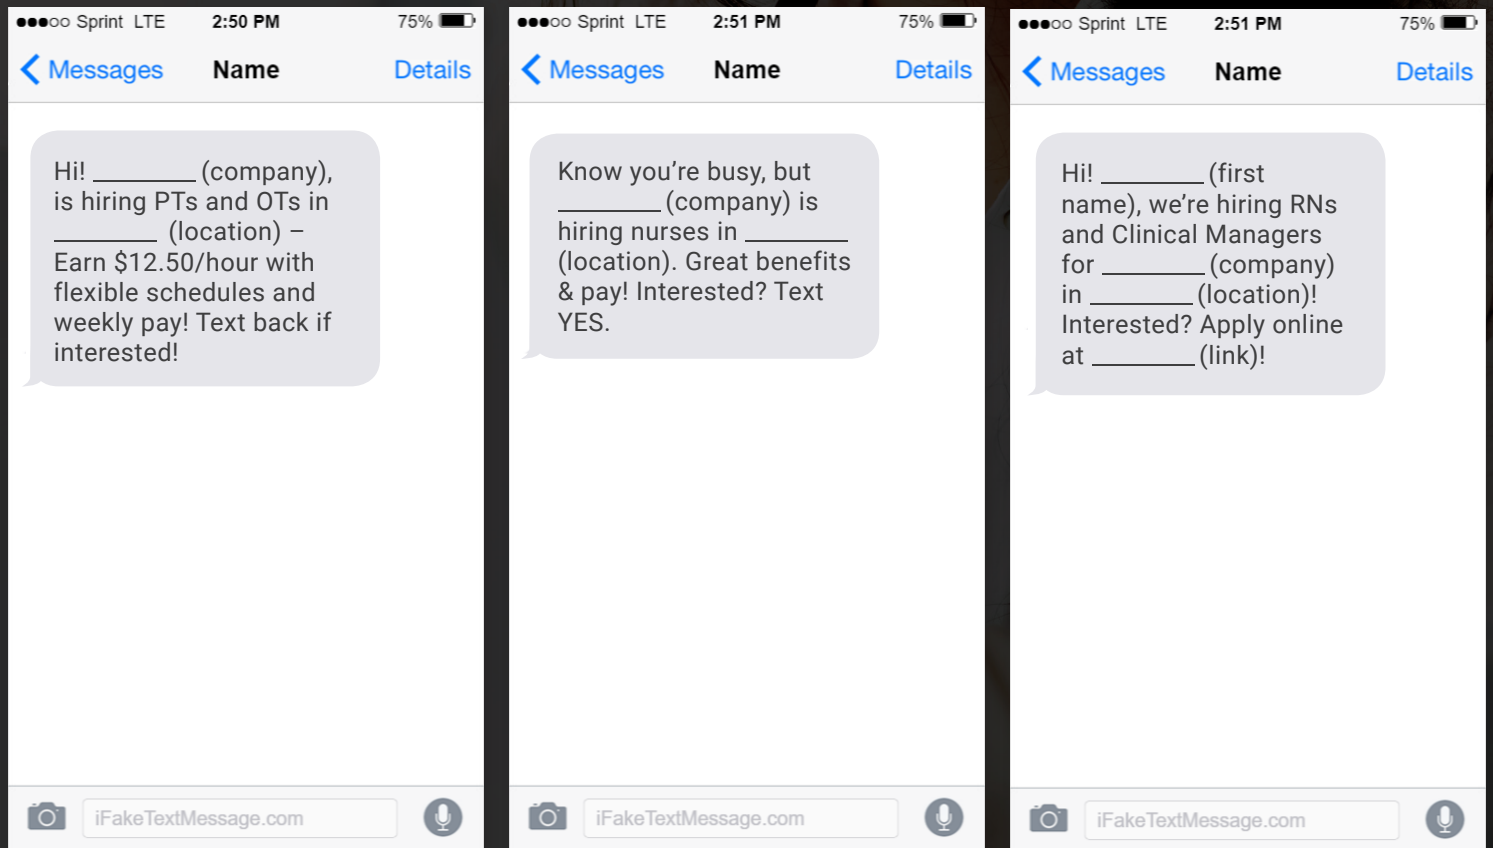 Sprint LTE 2:50 PM 75%
Messages Name Details
Hi! ________ (company),
is hiring PTs and OTs in
________ (location) –
Earn $12.50/hour with
flexible schedules and
weekly pay! Text back if
interested!
iFakeTextMessage.com
Sprint LTE 2:51 PM 75%
Messages Name Details
Know you’re busy, but
________ (company) is
hiring nurses in ________
(location). Great benefits
& pay! Interested? Text
YES.
iFakeTextMessage.com
Sprint LTE 2:51 PM 75%
Messages Name Details
Hi! ________ (first
name), we’re hiring RNs
and Clinical Managers
for ________ (company)
in ________ (location)!
Interested? Apply online
at ________ (link)!
iFakeTextMessage.com